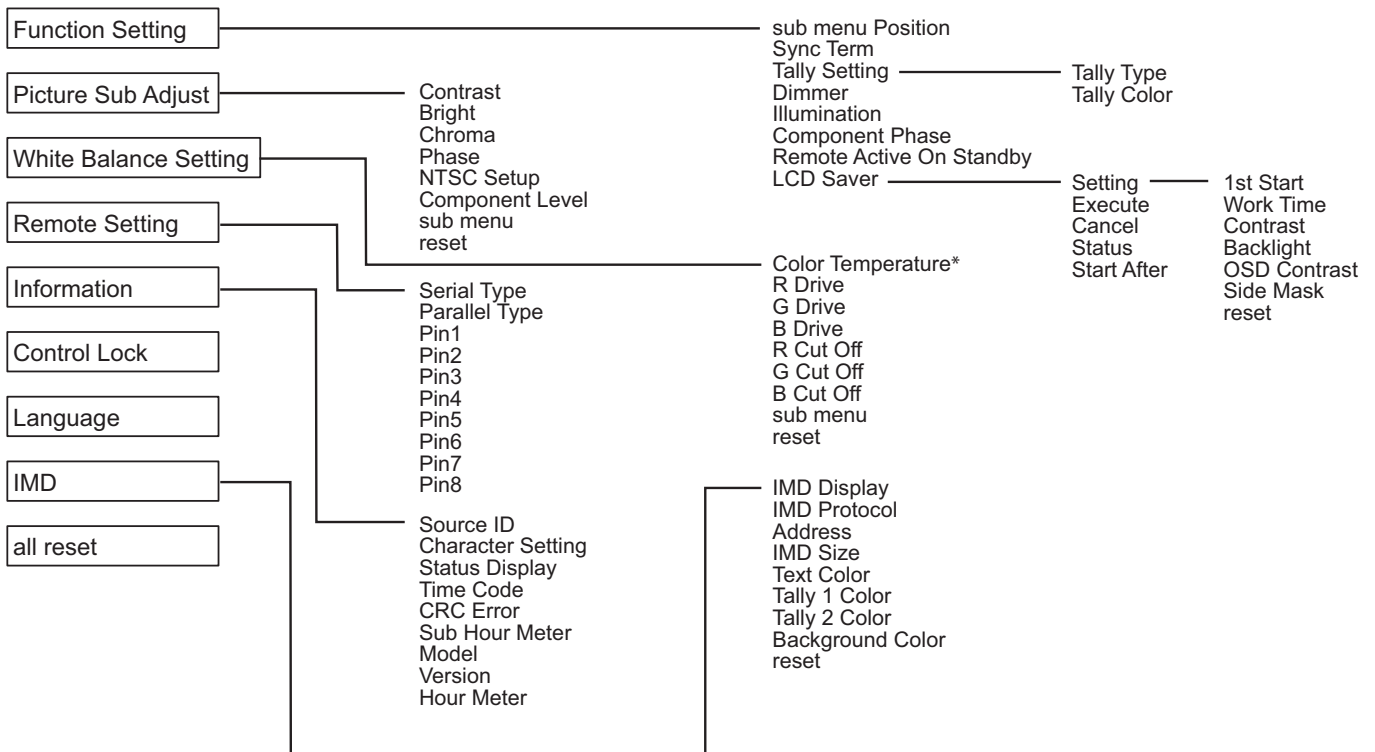 Function Setting
Picture Sub Adjust
White Balance Setting
Remote Setting
Information
Control Lock
Language
IMD
all reset
Contrast
Bright
Chroma
Phase
NTSC Setup
Component Level
sub menu
reset
Serial Type
Parallel Type
Pin1
Pin2
Pin3
Pin4
Pin5
Pin6
Pin7
Pin8
Source ID
Character Setting
Status Display
Time Code
CRC Error
Sub Hour Meter
Model
Version
Hour Meter
sub menu Position
Sync Term
Tally Setting
Dimmer
Illumination
Component Phase
Remote Active On Standby
LCD Saver
Color Temperature*
R Drive
G Drive
B Drive
R Cut Off
G Cut Off
B Cut Off
sub menu
reset
IMD Display
IMD Protocol
Address
IMD Size
Text Color
Tally 1 Color
Tally 2 Color
Background Color
reset
Tally Type
Tally Color
Setting
Execute
Cancel
Status
Start After
1st Start
Work Time
Contrast
Backlight
OSD Contrast
Side Mask
reset